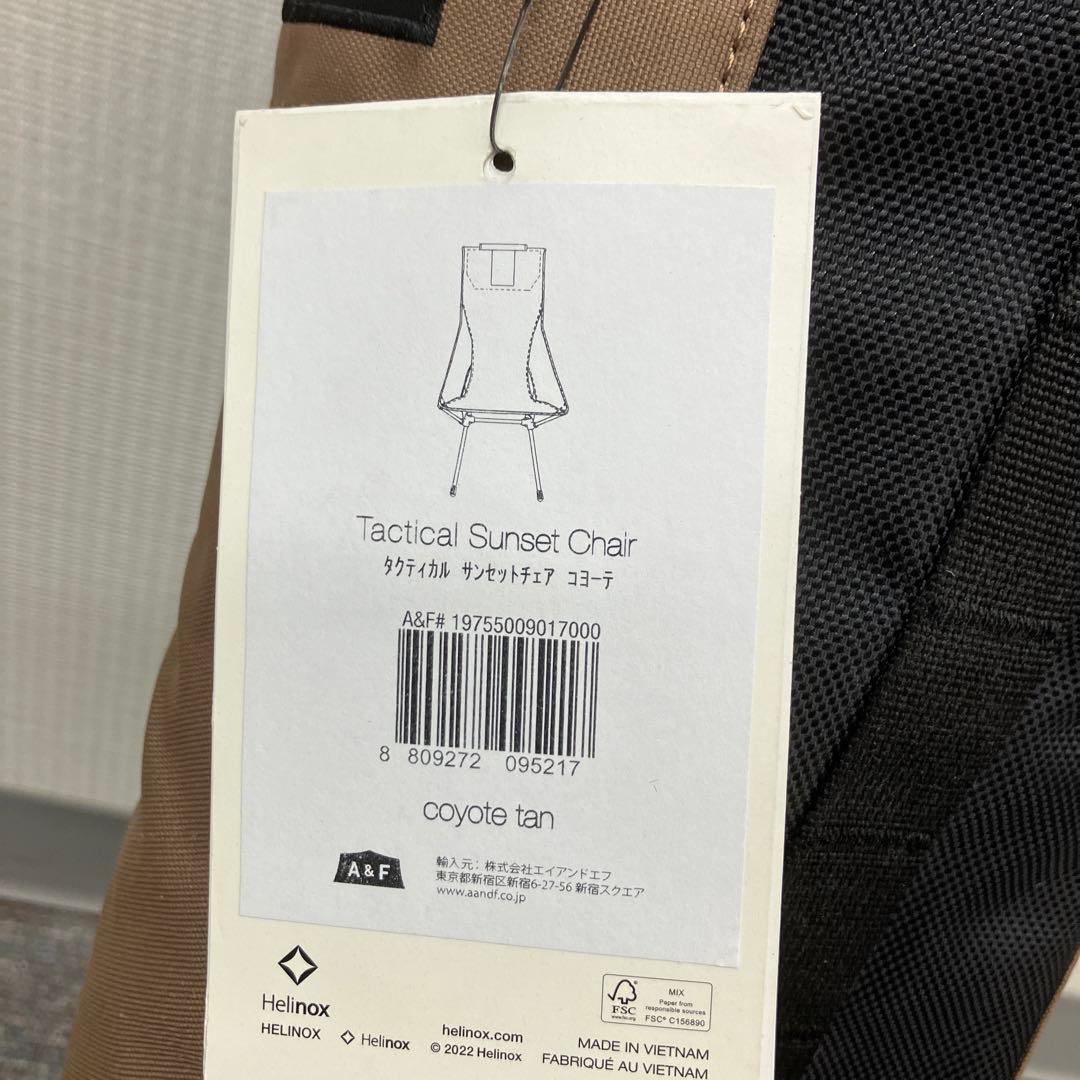 Tactical Sunset Chair
タクティカル サンセットチェア コヨーテ
A&F# 19755009017000
8 809272 095217
coyote tan
A & F
輸入元：株式会社エイアンドエフ
東京都新宿区新宿6-27-56 新宿スクエア
www.aandf.co.jp
Helinox
HELINOX
Helinox
helinox.com
© 2022 Helinox
FSC
www.fsc.org
MIX
Paper from
responsible sources
FSC® C156890
MADE IN VIETNAM
FABRIQUÉ AU VIETNAM